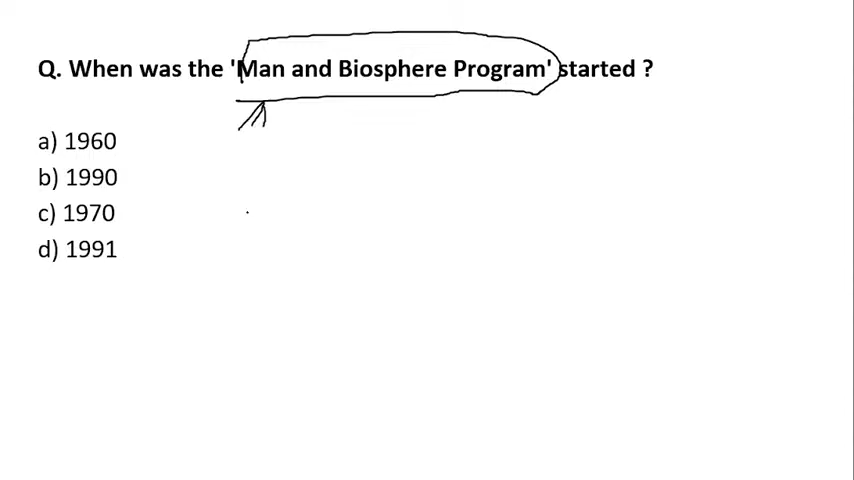 Q. When was the 'Man and Biosphere Program' started ?
a) 1960
b) 1990
c) 1970
d) 1991